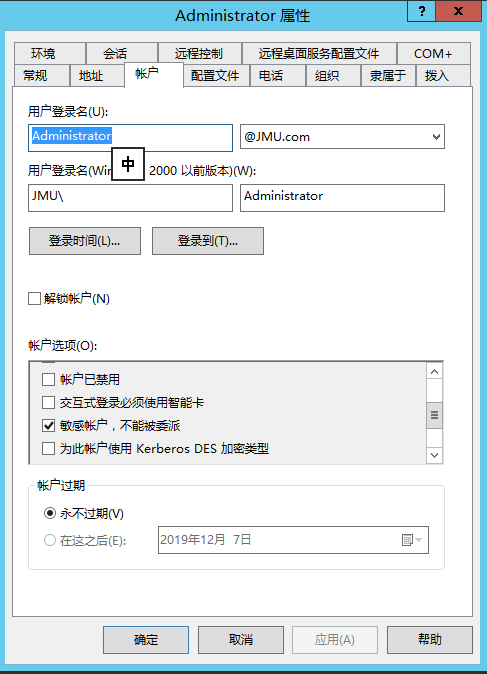 Administrator 属性
?
x
环境 会话 远程控制 远程桌面服务配置文件 COM+
常规 地址 帐户 配置文件 电话 组织 隶属于 拨入
用户登录名(U):
Administrator @JMU.com
中
用户登录名(Win 2000 以前版本)(W):
JMU\ Administrator
登录时间(L)... 登录到(T)...
解锁帐户(N)
帐户选项(O):
帐户已禁用
交互式登录必须使用智能卡
敏感帐户，不能被委派
为此帐户使用 Kerberos DES 加密类型
帐户过期
永不过期(V)
在这之后(E): 2019年12月 7日
确定 取消 应用(A) 帮助